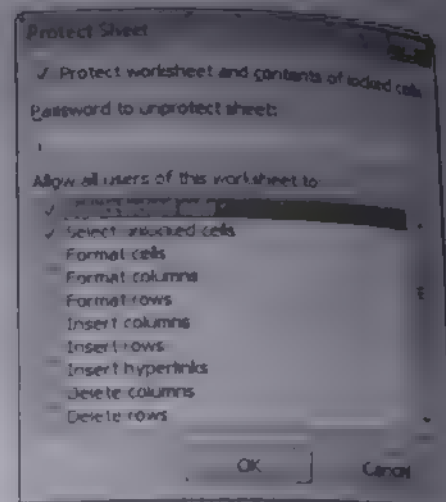 Protect Sheet
Protect worksheet and contents of locked cells
Password to unprotect sheet:
Allow all users of this worksheet to:
Select unlocked cells
Format cells
Format columns
Format rows
Insert columns
Insert rows
Insert hyperlinks
Delete columns
Delete rows
OK
Cancel